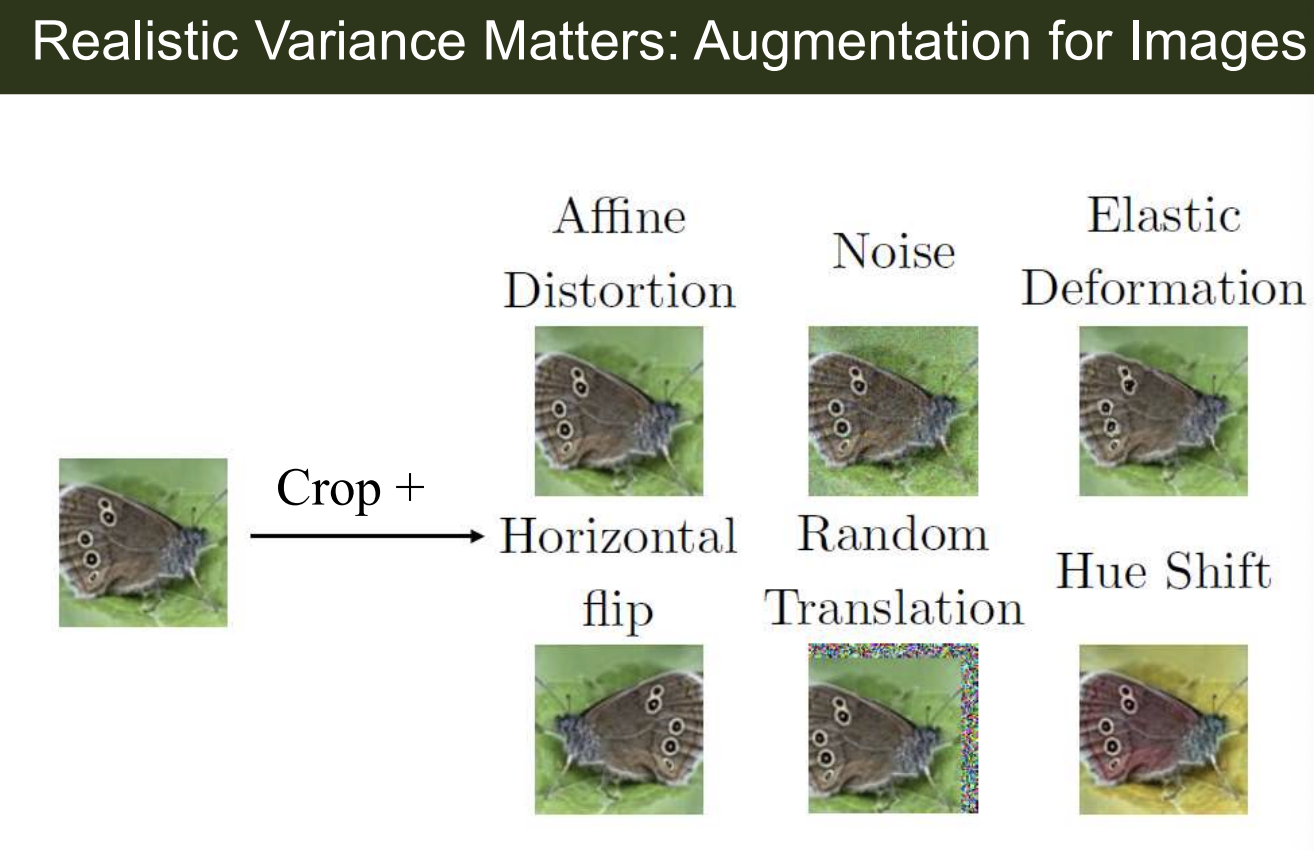 Realistic Variance Matters: Augmentation for Images
Affine
Distortion
Noise
Elastic
Deformation
Crop +
Horizontal
flip
Random
Translation
Hue Shift